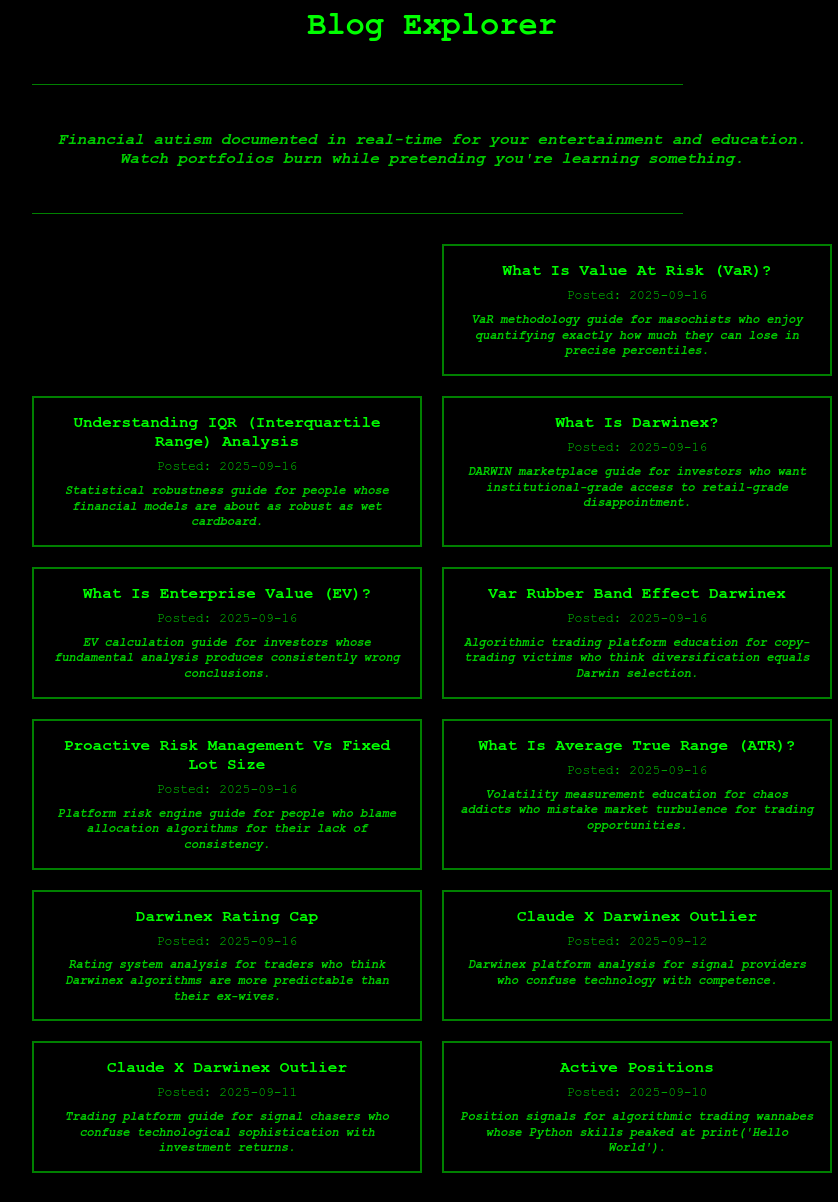 Blog Explorer
Financial autism documented in real-time for your entertainment and education.
Watch portfolios burn while pretending you're learning something.
What Is Value At Risk (VaR)?
Posted: 2025-09-16
VaR methodology guide for masochists who enjoy
quantifying exactly how much they can lose in
precise percentiles.
Understanding IQR (Interquartile
Range) Analysis
Posted: 2025-09-16
Statistical robustness guide for people whose
financial models are about as robust as wet
cardboard.
What Is Darwinex?
Posted: 2025-09-16
DARWIN marketplace guide for investors who want
institutional-grade access to retail-grade
disappointment.
What Is Enterprise Value (EV)?
Posted: 2025-09-16
EV calculation guide for investors whose
fundamental analysis produces consistently wrong
conclusions.
Var Rubber Band Effect Darwinex
Posted: 2025-09-16
Algorithmic trading platform education for copy-
trading victims who think diversification equals
Darwin selection.
Proactive Risk Management Vs Fixed
Lot Size
Posted: 2025-09-16
Platform risk engine guide for people who blame
allocation algorithms for their lack of
consistency.
What Is Average True Range (ATR)?
Posted: 2025-09-16
Volatility measurement education for chaos
addicts who mistake market turbulence for trading
opportunities.
Darwinex Rating Cap
Posted: 2025-09-16
Rating system analysis for traders who think
Darwinex algorithms are more predictable than
their ex-wives.
Claude X Darwinex Outlier
Posted: 2025-09-12
Darwinex platform analysis for signal providers
who confuse technology with competence.
Claude X Darwinex Outlier
Posted: 2025-09-11
Trading platform guide for signal chasers who
confuse technological sophistication with
investment returns.
Active Positions
Posted: 2025-09-10
Position signals for algorithmic trading wannabes
whose Python skills peaked at print('Hello
World').